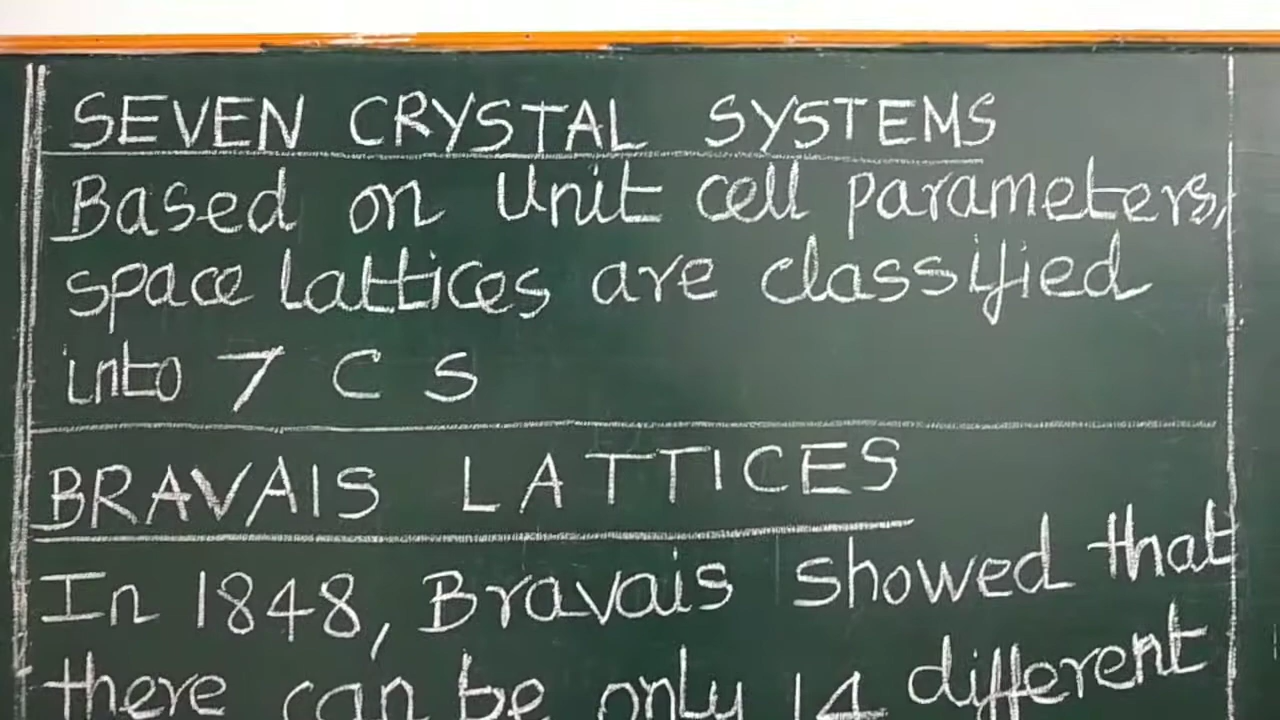 SEVEN CRYSTAL SYSTEMS
Based on Unit cell parameters,
space lattices are classified
into 7 C S
BRAVAIS LATTICES
In 1848, Bravais showed that
there can be only 14 different